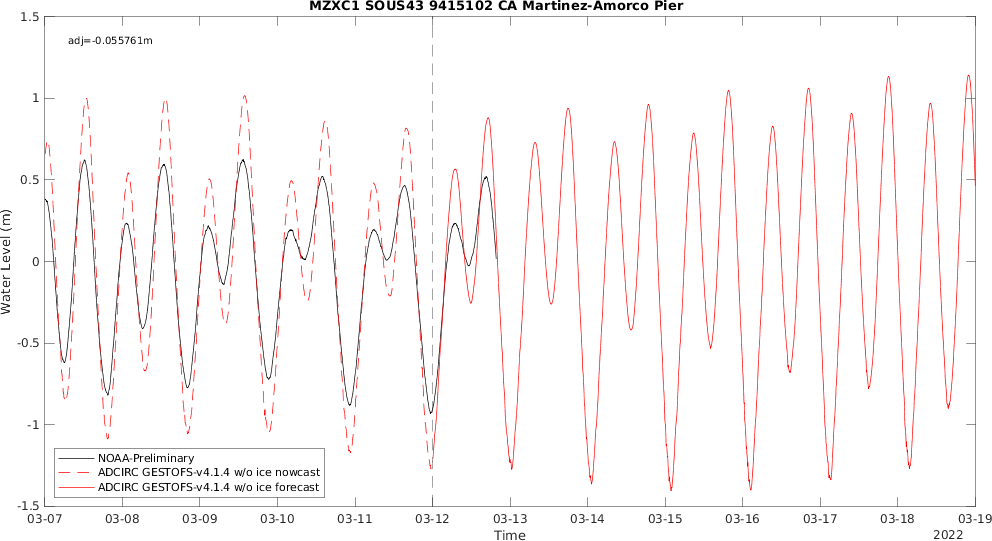 MZXC1 SOUS43 9415102 CA Martinez-Amorco Pier
adj=-0.055761m
1.5
1
0.5
0
-0.5
-1
-1.5
Water Level (m)
NOAA-Preliminary
ADCIRC GESTOFS-v4.1.4 w/o ice nowcast
ADCIRC GESTOFS-v4.1.4 w/o ice forecast
03-07 03-08 03-09 03-10 03-11 03-12 03-13 03-14 03-15 03-16 03-17 03-18 03-19
Time
2022